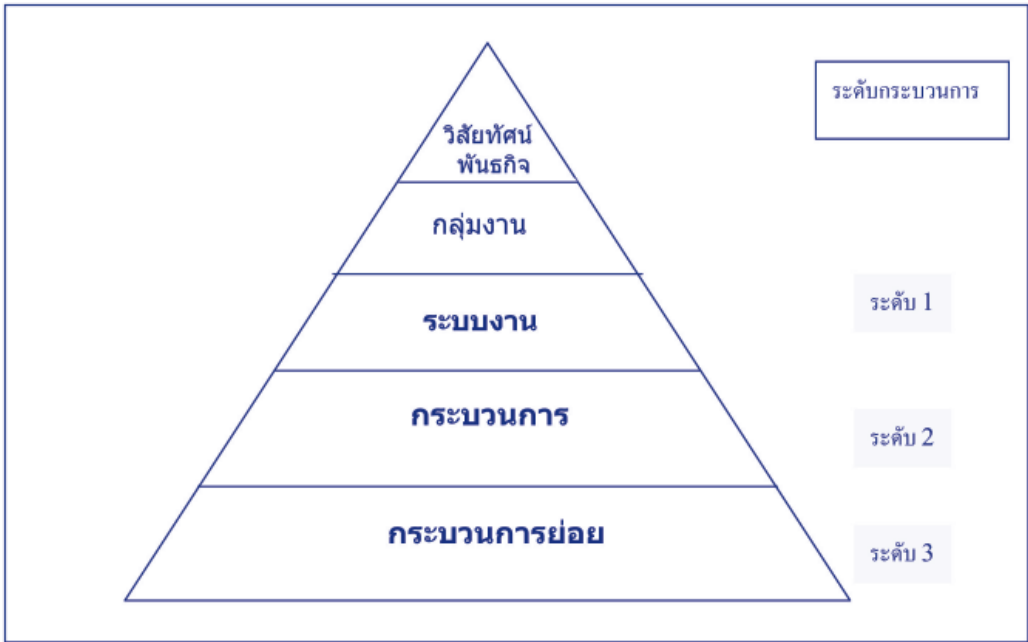 ระดับกระบวนการ
วิสัยทัศน์
พันธกิจ
กลุ่มงาน
ระบบงาน
ระดับ 1
กระบวนการ
ระดับ 2
กระบวนการย่อย
ระดับ 3